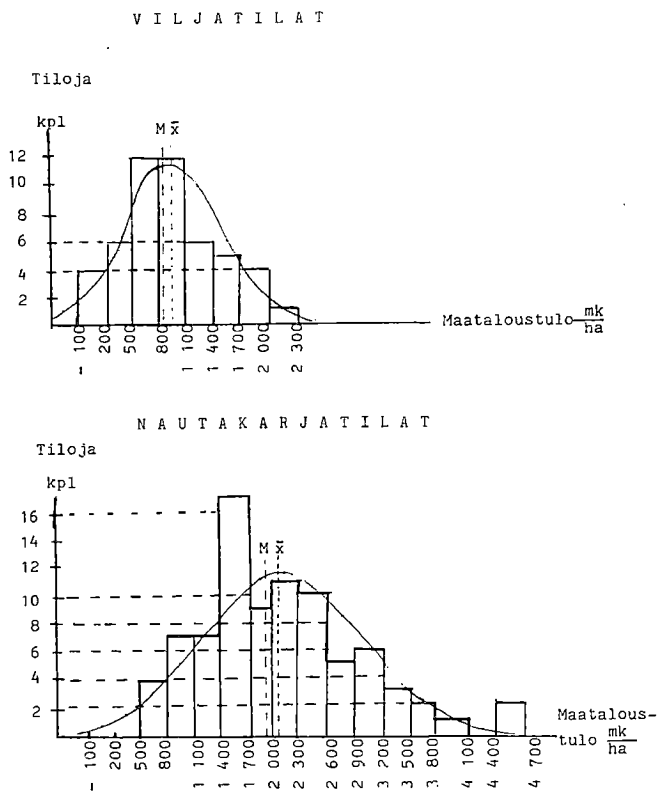 VILJATILAT
Tiloja
kpl
M x̄
12
10
8
6
4
2
Maataloustulo mk/ha
-100 200 500 800 1 100 1 400 1 700 2 000 2 300
NAUTAKARJATILAT
Tiloja
kpl
16
14
M x̄
12
10
8
6
4
2
Maatalous-
tulo mk/ha
-100 200 500 800 1 100 1 400 1 700 2 000 2 300 2 600 2 900 3 200 3 500 3 800 4 100 4 400 4 700